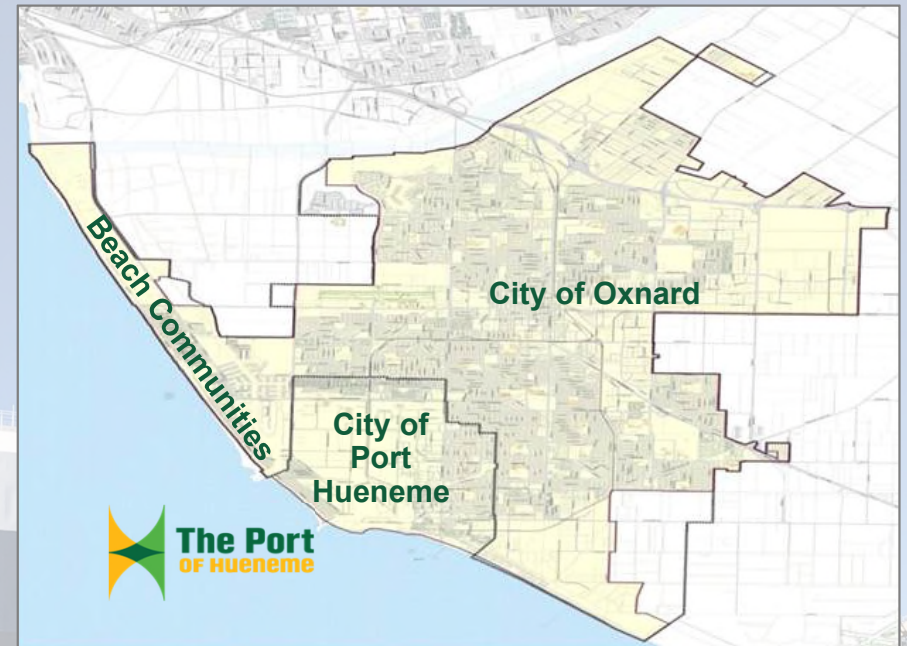 Beach Communities
City of Oxnard
City of
Port
Hueneme
The Port
OF HUENEME